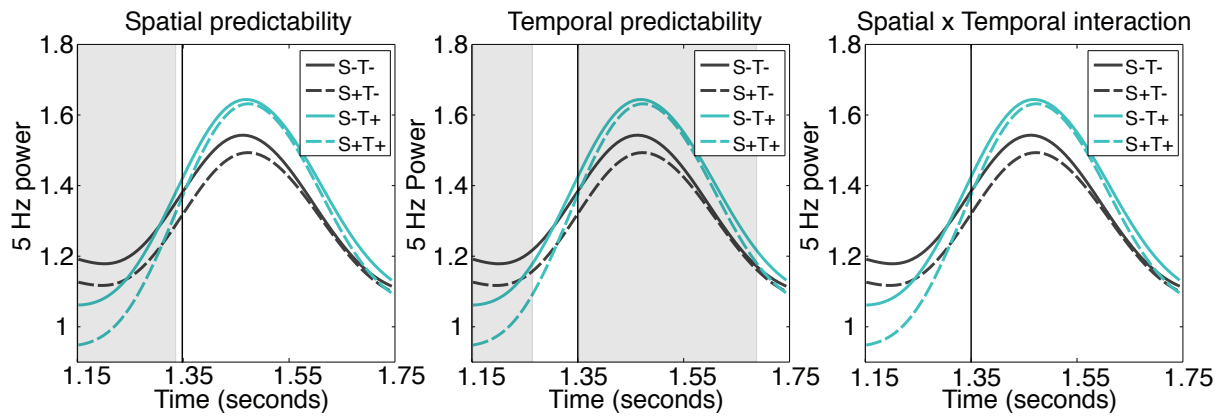 Spatial predictability
1.8
1.6
1.4
1.2
1
5 Hz power
S-T-
S+T-
S-T+
S+T+
1.15
1.35
1.55
1.75
Time (seconds)
Temporal predictability
1.8
1.6
1.4
1.2
1
5 Hz Power
S-T-
S+T-
S-T+
S+T+
1.15
1.35
1.55
1.75
Time (seconds)
Spatial x Temporal interaction
1.8
1.6
1.4
1.2
1
5 Hz power
S-T-
S+T-
S-T+
S+T+
1.15
1.35
1.55
1.75
Time (seconds)